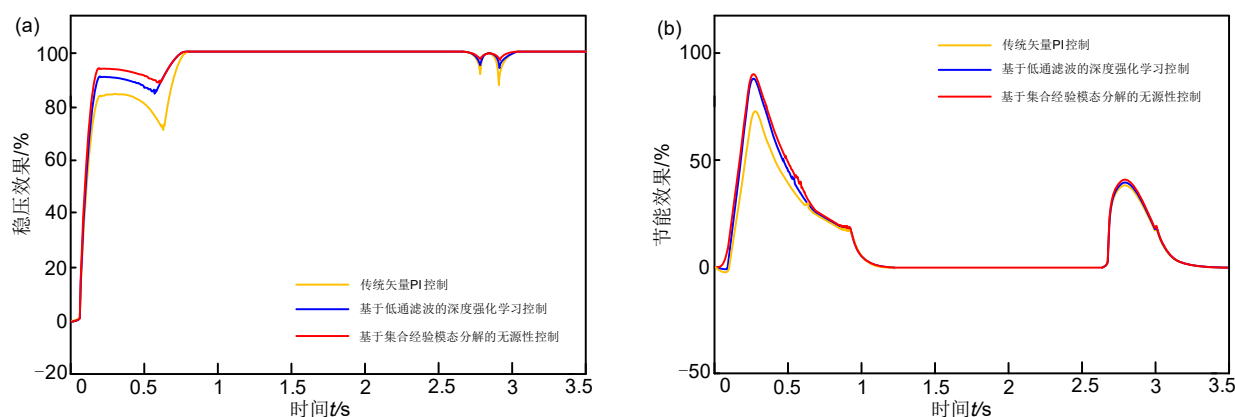 (a)
稳压效果/%
100
80
60
40
20
0
−20
传统矢量PI控制
基于低通滤波的深度强化学习控制
基于集合经验模态分解的无源性控制
0 0.5 1 1.5 2 2.5 3 3.5
时间t/s
(b)
节能效果/%
100
50
0
−50
传统矢量PI控制
基于低通滤波的深度强化学习控制
基于集合经验模态分解的无源性控制
0 0.5 1 1.5 2 2.5 3 3.5
时间t/s